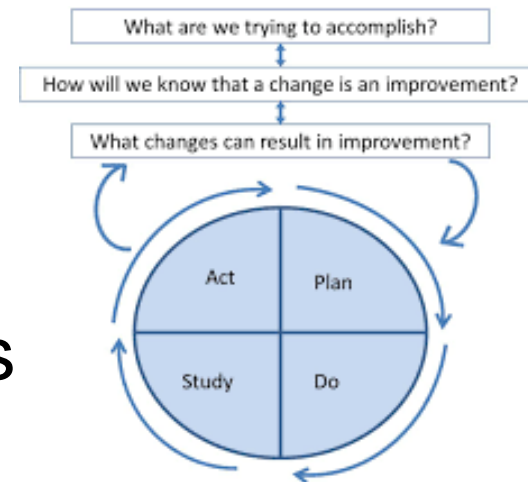 What are we trying to accomplish?
How will we know that a change is an improvement?
What changes can result in improvement?
Act
Plan
s
Study
Do